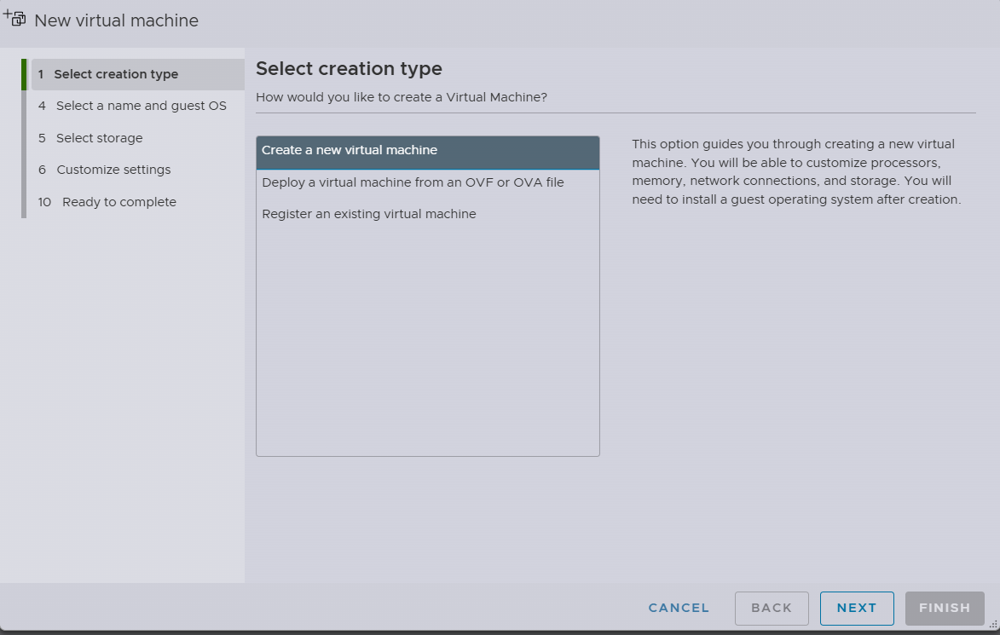 New virtual machine
1 Select creation type
4 Select a name and guest OS
5 Select storage
6 Customize settings
10 Ready to complete
Select creation type
How would you like to create a Virtual Machine?
Create a new virtual machine
Deploy a virtual machine from an OVF or OVA file
Register an existing virtual machine
This option guides you through creating a new virtual
machine. You will be able to customize processors,
memory, network connections, and storage. You will
need to install a guest operating system after creation.
CANCEL BACK NEXT FINISH